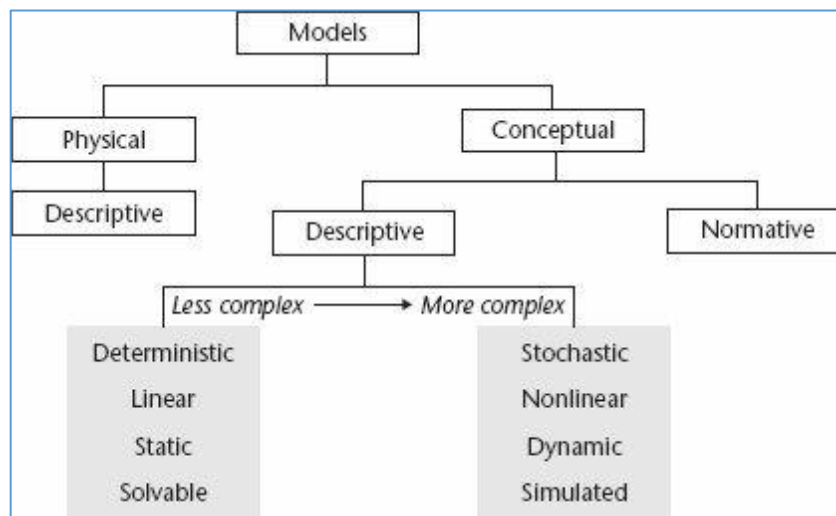 Models
Physical
Conceptual
Descriptive
Descriptive
Normative
Less complex
More complex
Deterministic
Stochastic
Linear
Nonlinear
Static
Dynamic
Solvable
Simulated